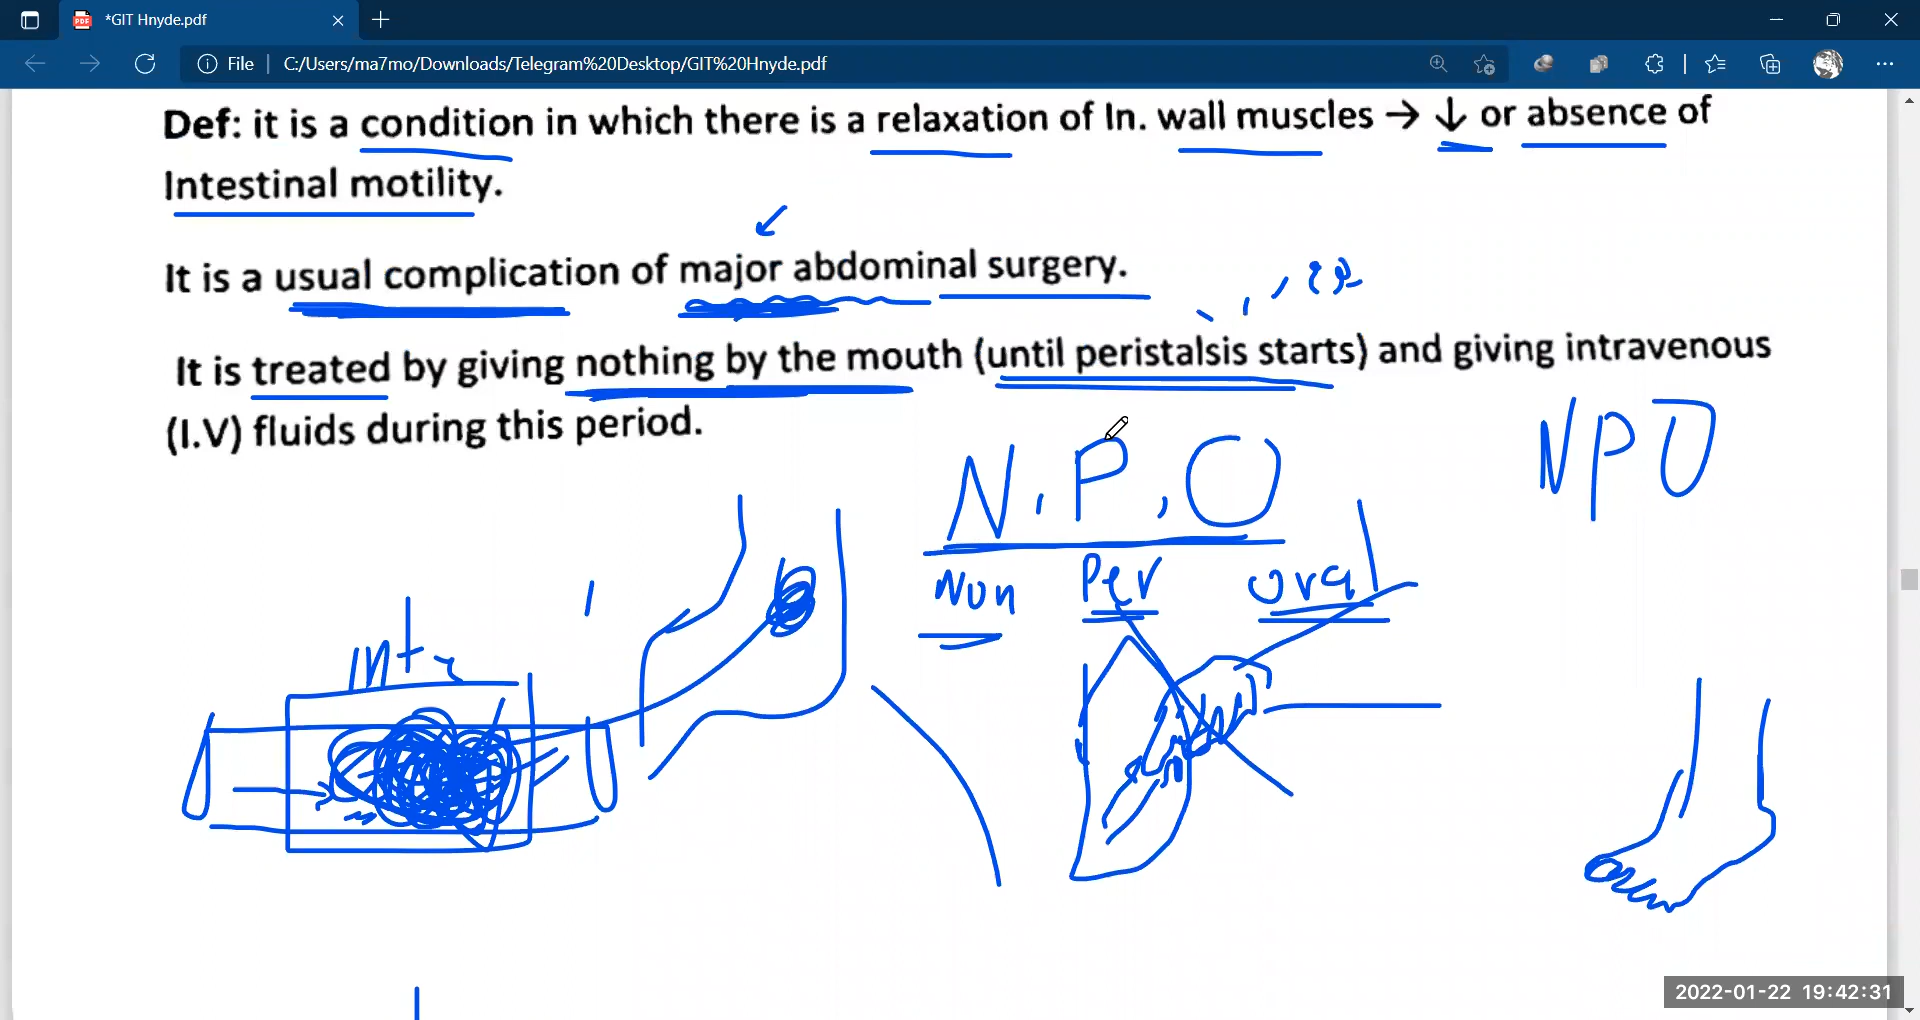 *GIT Hnyde.pdf
File C:/Users/ma7mo/Downloads/Telegram%20Desktop/GIT%20Hnyde.pdf
Def: it is a condition in which there is a relaxation of In. wall muscles → ↓ or absence of
Intestinal motility.
It is a usual complication of major abdominal surgery.
It is treated by giving nothing by the mouth (until peristalsis starts) and giving intravenous
(I.V) fluids during this period.
NPO
N.P.O
Non Per Oral
2022-01-22 19:42:31